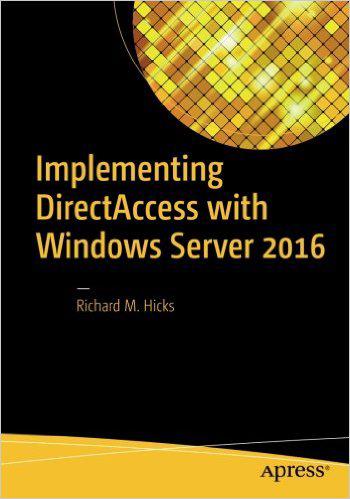 Implementing
DirectAccess with
Windows Server 2016
—
Richard M. Hicks
Apress®